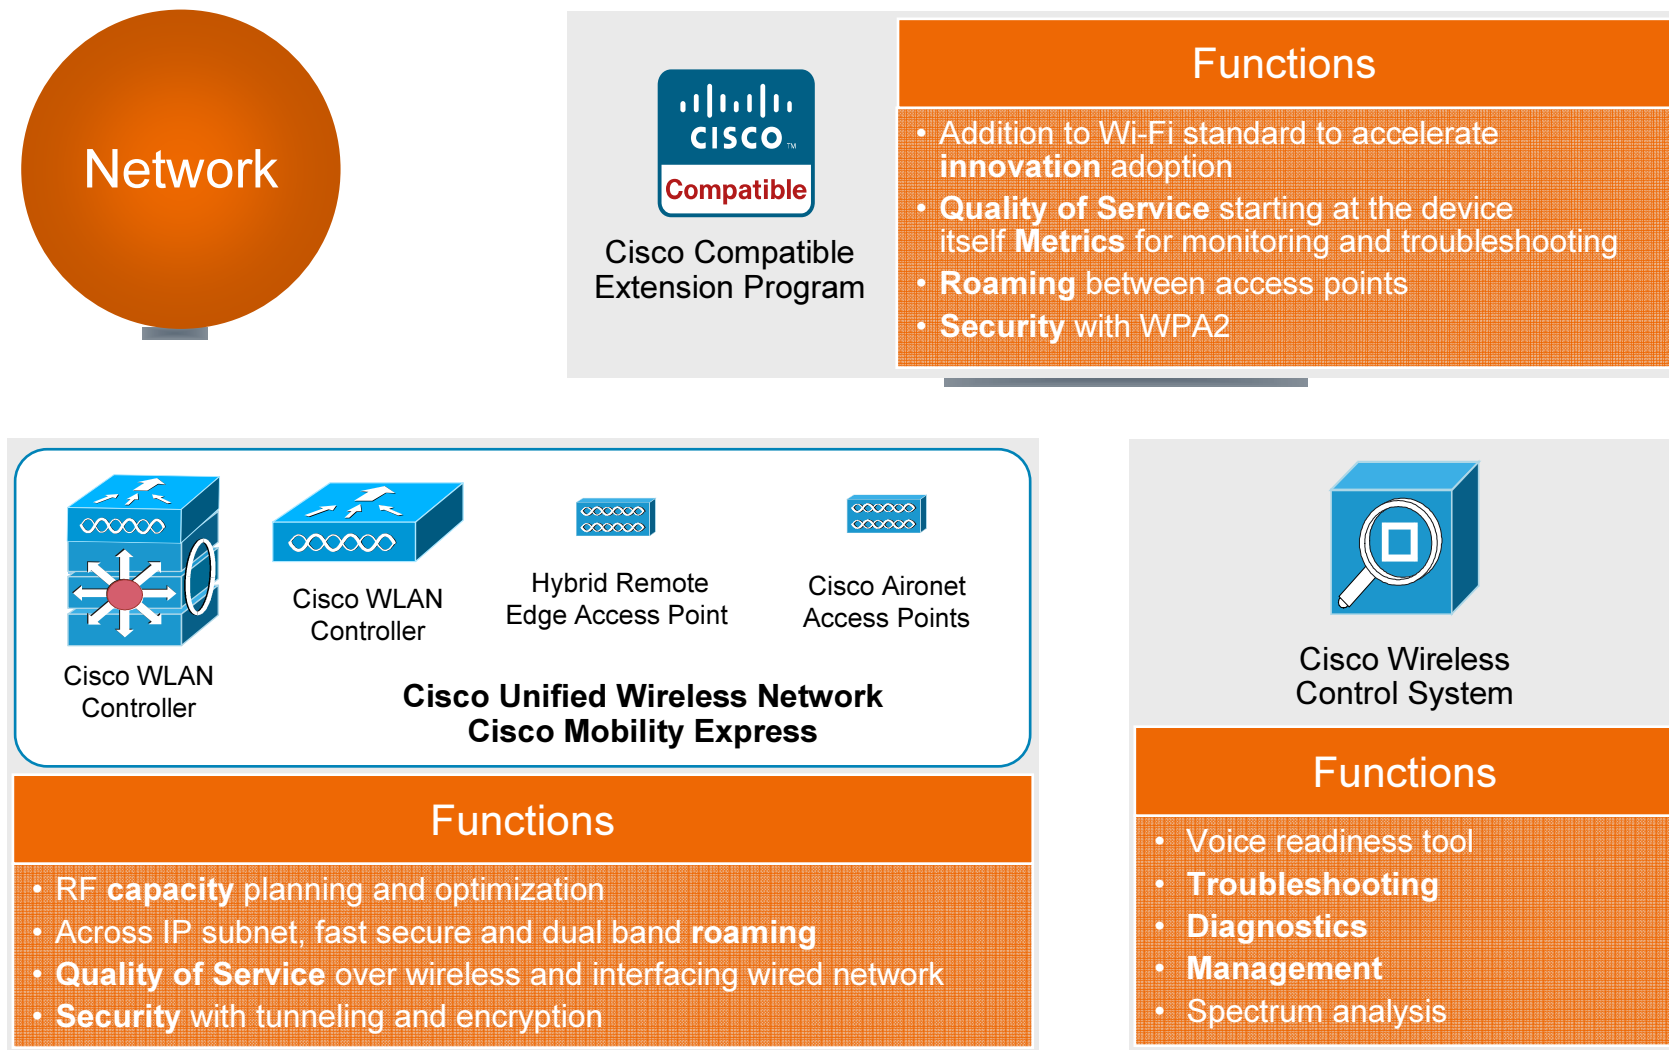 Network
CISCO TM
Compatible
Cisco Compatible
Extension Program
Functions
• Addition to Wi-Fi standard to accelerate
innovation adoption
• Quality of Service starting at the device
itself Metrics for monitoring and troubleshooting
• Roaming between access points
• Security with WPA2
Cisco WLAN
Controller
Cisco WLAN
Controller
Hybrid Remote
Edge Access Point
Cisco Aironet
Access Points
Cisco Unified Wireless Network
Cisco Mobility Express
Functions
• RF capacity planning and optimization
• Across IP subnet, fast secure and dual band roaming
• Quality of Service over wireless and interfacing wired network
• Security with tunneling and encryption
Cisco Wireless
Control System
Functions
• Voice readiness tool
• Troubleshooting
• Diagnostics
• Management
• Spectrum analysis